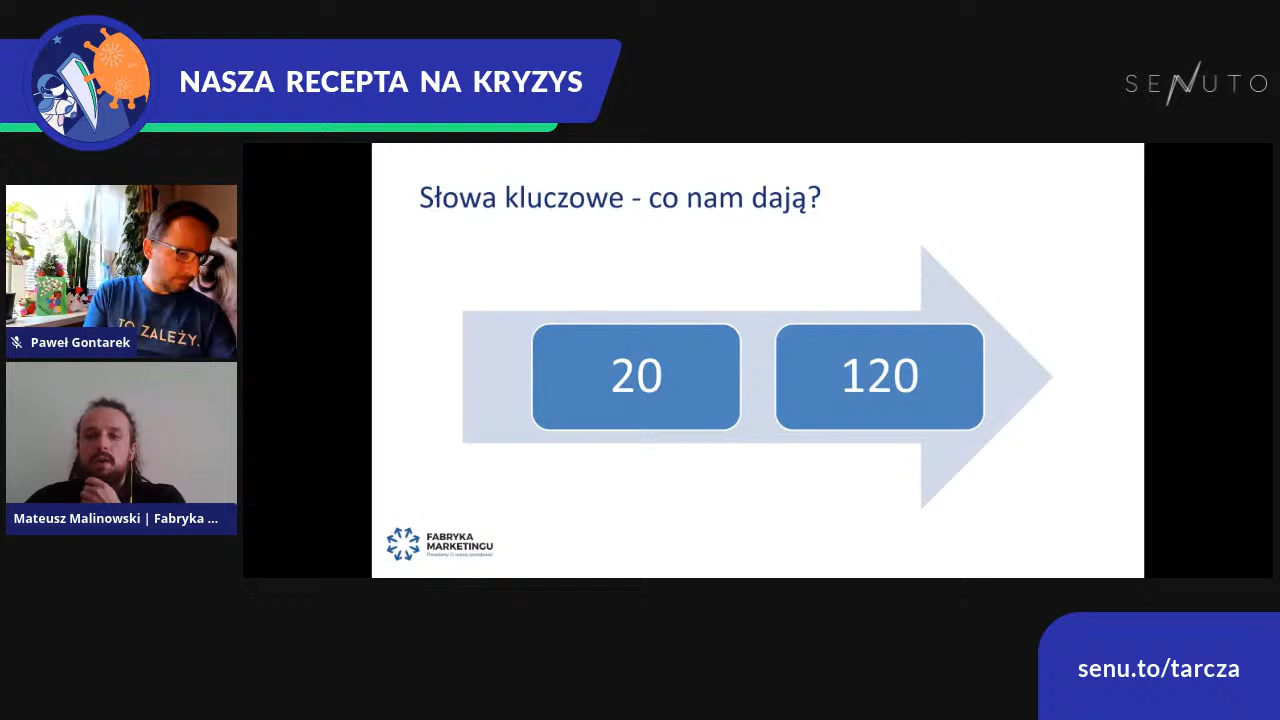 NASZA RECEPTA NA KRYZYS
SENUTO
TO ZALEŻY.
Paweł Gontarek
Mateusz Malinowski | Fabryka ...
Słowa kluczowe - co nam dają?
20
120
FABRYKA
MARKETINGU
senu.to/tarcza